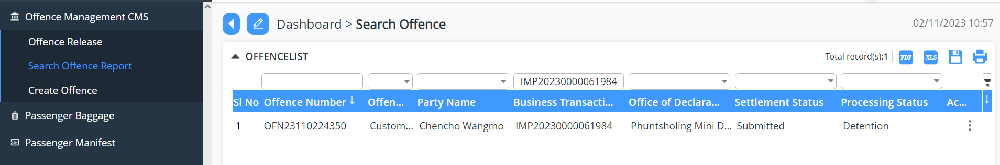 Offence Management CMS
Offence Release
Search Offence Report
Create Offence
Passenger Baggage
Passenger Manifest
Dashboard > Search Offence
02/11/2023 10:57
OFFENCELIST
Total record(s):1
PDF
XLS
IMP20230000061984
Sl No Offence Number Offen... Party Name Business Transacti... Office of Declara... Settlement Status Processing Status Ac...
1 OFN23110224350 Custom... Chencho Wangmo IMP20230000061984 Phuntsholing Mini D... Submitted Detention